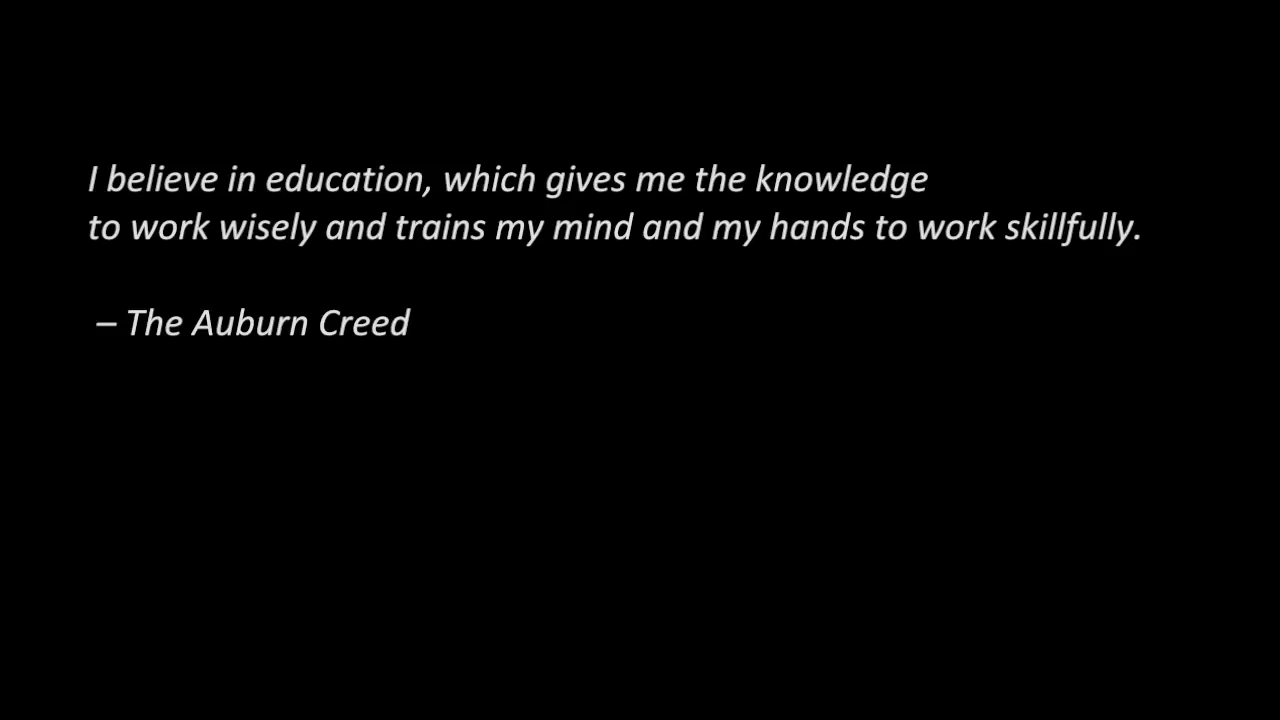 I believe in education, which gives me the knowledge
to work wisely and trains my mind and my hands to work skillfully.
– The Auburn Creed